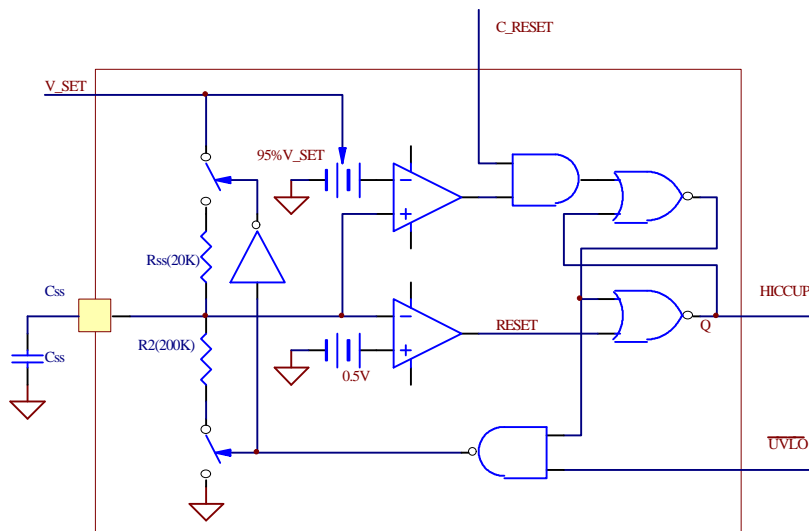 C_RESET
V_SET
95%V_SET
Rss(20K)
Css
HICCUP
RESET
Q
R2(200K)
Css
0.5V
UVLO